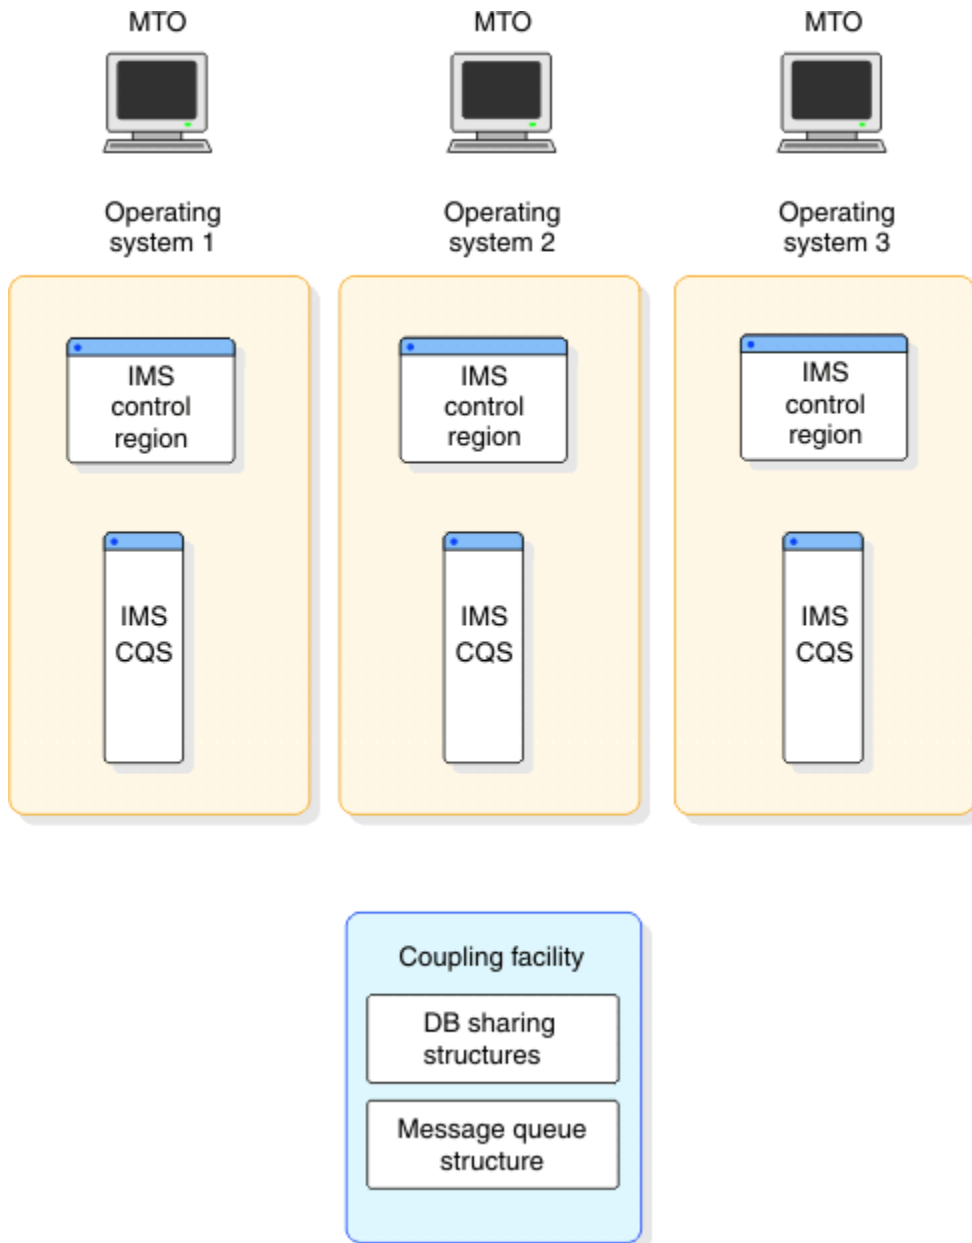 MTO
MTO
MTO
Operating
system 1
Operating
system 2
Operating
system 3
IMS
control
region
IMS
control
region
IMS
control
region
IMS
CQS
IMS
CQS
IMS
CQS
Coupling facility
DB sharing
structures
Message queue
structure